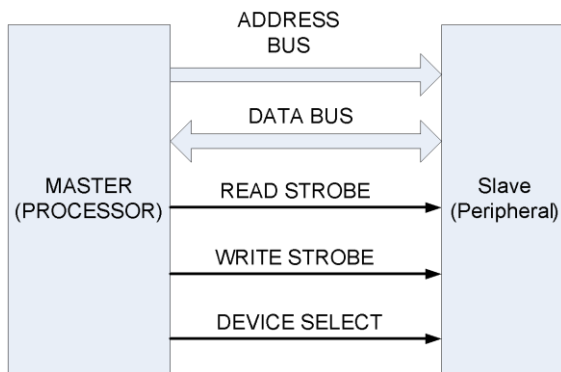 ADDRESS
BUS
DATA BUS
MASTER
(PROCESSOR)
READ STROBE
Slave
(Peripheral)
WRITE STROBE
DEVICE SELECT